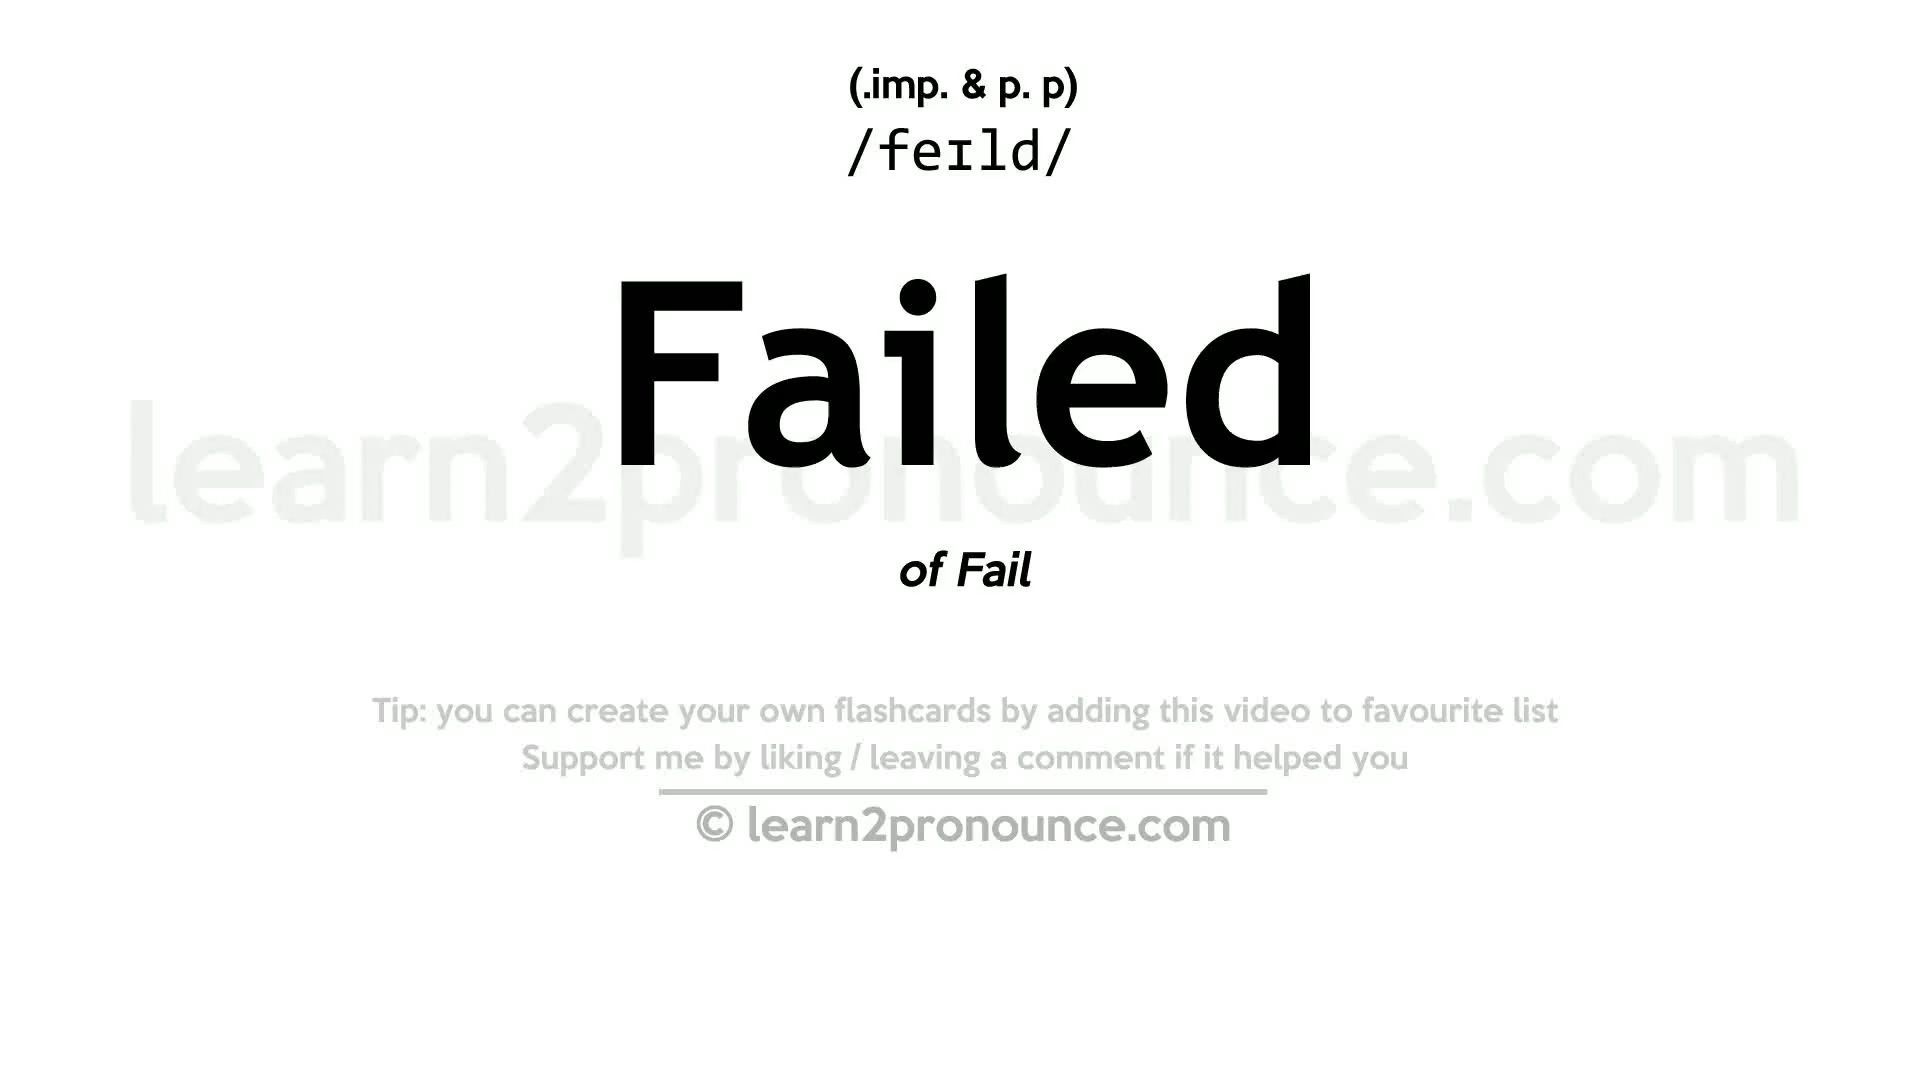 (.imp. & p. p)
/feɪld/
Failed
learn2pronounce.com
of Fail
Tip: you can create your own flashcards by adding this video to favourite list
Support me by liking / leaving a comment if it helped you
© learn2pronounce.com